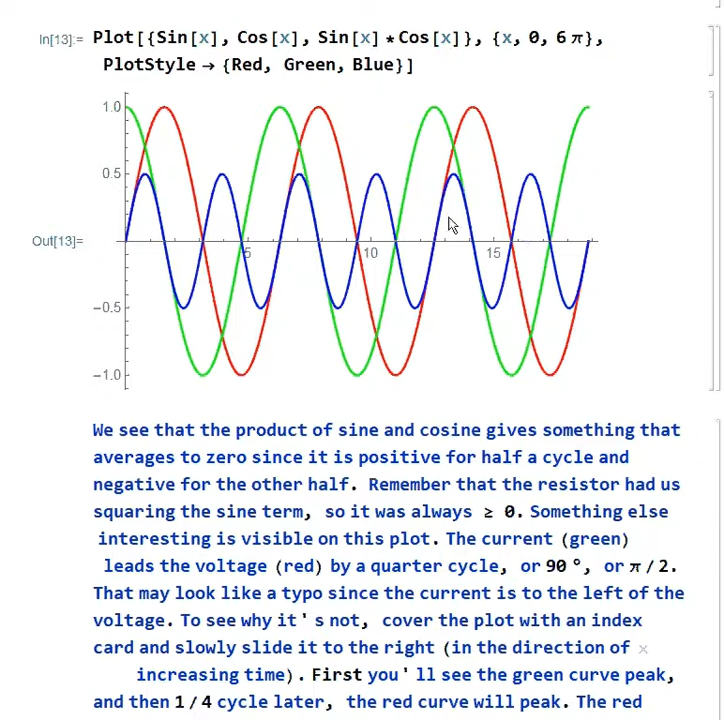 In[13]:= Plot[{Sin[x], Cos[x], Sin[x] * Cos[x]}, {x, 0, 6 π},
PlotStyle → {Red, Green, Blue}]
1.0
0.5
Out[13]=
5 10 15
-0.5
-1.0
We see that the product of sine and cosine gives something that
averages to zero since it is positive for half a cycle and
negative for the other half. Remember that the resistor had us
squaring the sine term, so it was always ≥ 0. Something else
interesting is visible on this plot. The current (green)
leads the voltage (red) by a quarter cycle, or 90 °, or π / 2.
That may look like a typo since the current is to the left of the
voltage. To see why it's not, cover the plot with an index
card and slowly slide it to the right (in the direction of x
increasing time). First you'll see the green curve peak,
and then 1 / 4 cycle later, the red curve will peak. The red